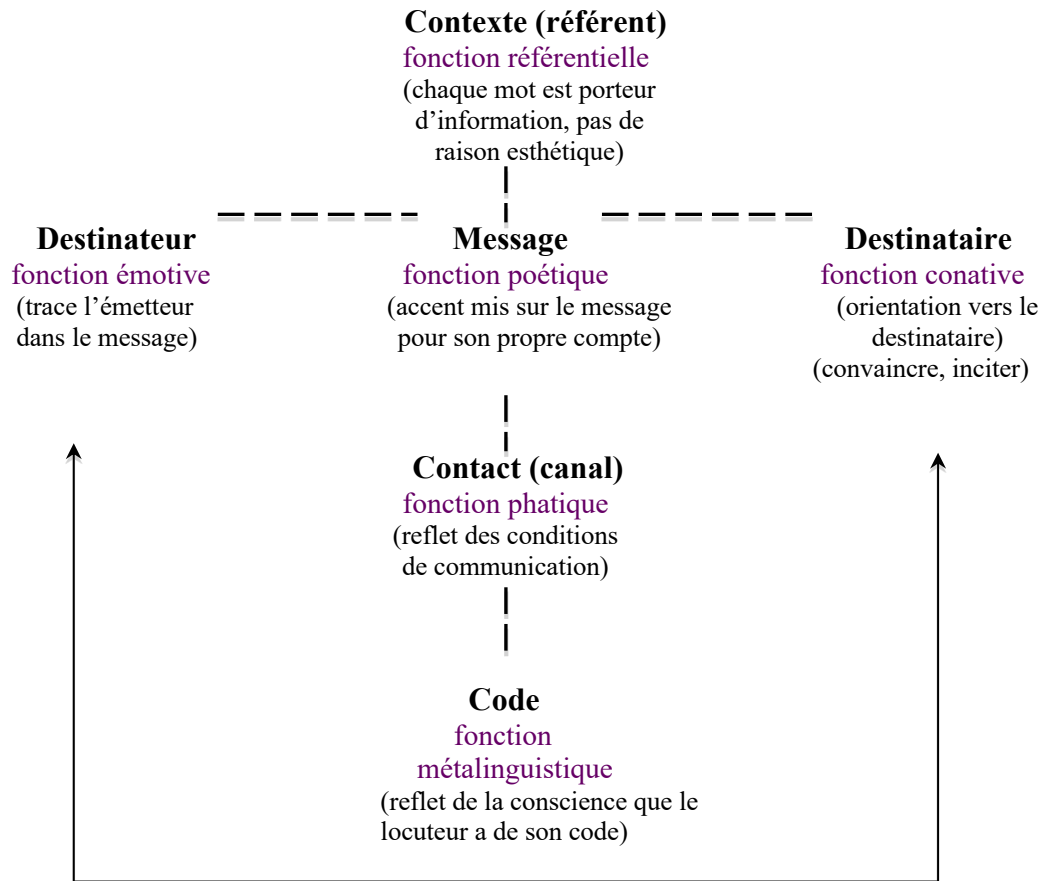 Contexte (référent)
fonction référentielle
(chaque mot est porteur
d’information, pas de
raison esthétique)
Destinateur
fonction émotive
(trace l’émetteur
dans le message)
Message
fonction poétique
(accent mis sur le message
pour son propre compte)
Destinataire
fonction conative
(orientation vers le
destinataire)
(convaincre, inciter)
Contact (canal)
fonction phatique
(reflet des conditions
de communication)
Code
fonction
métalinguistique
(reflet de la conscience que le
locuteur a de son code)